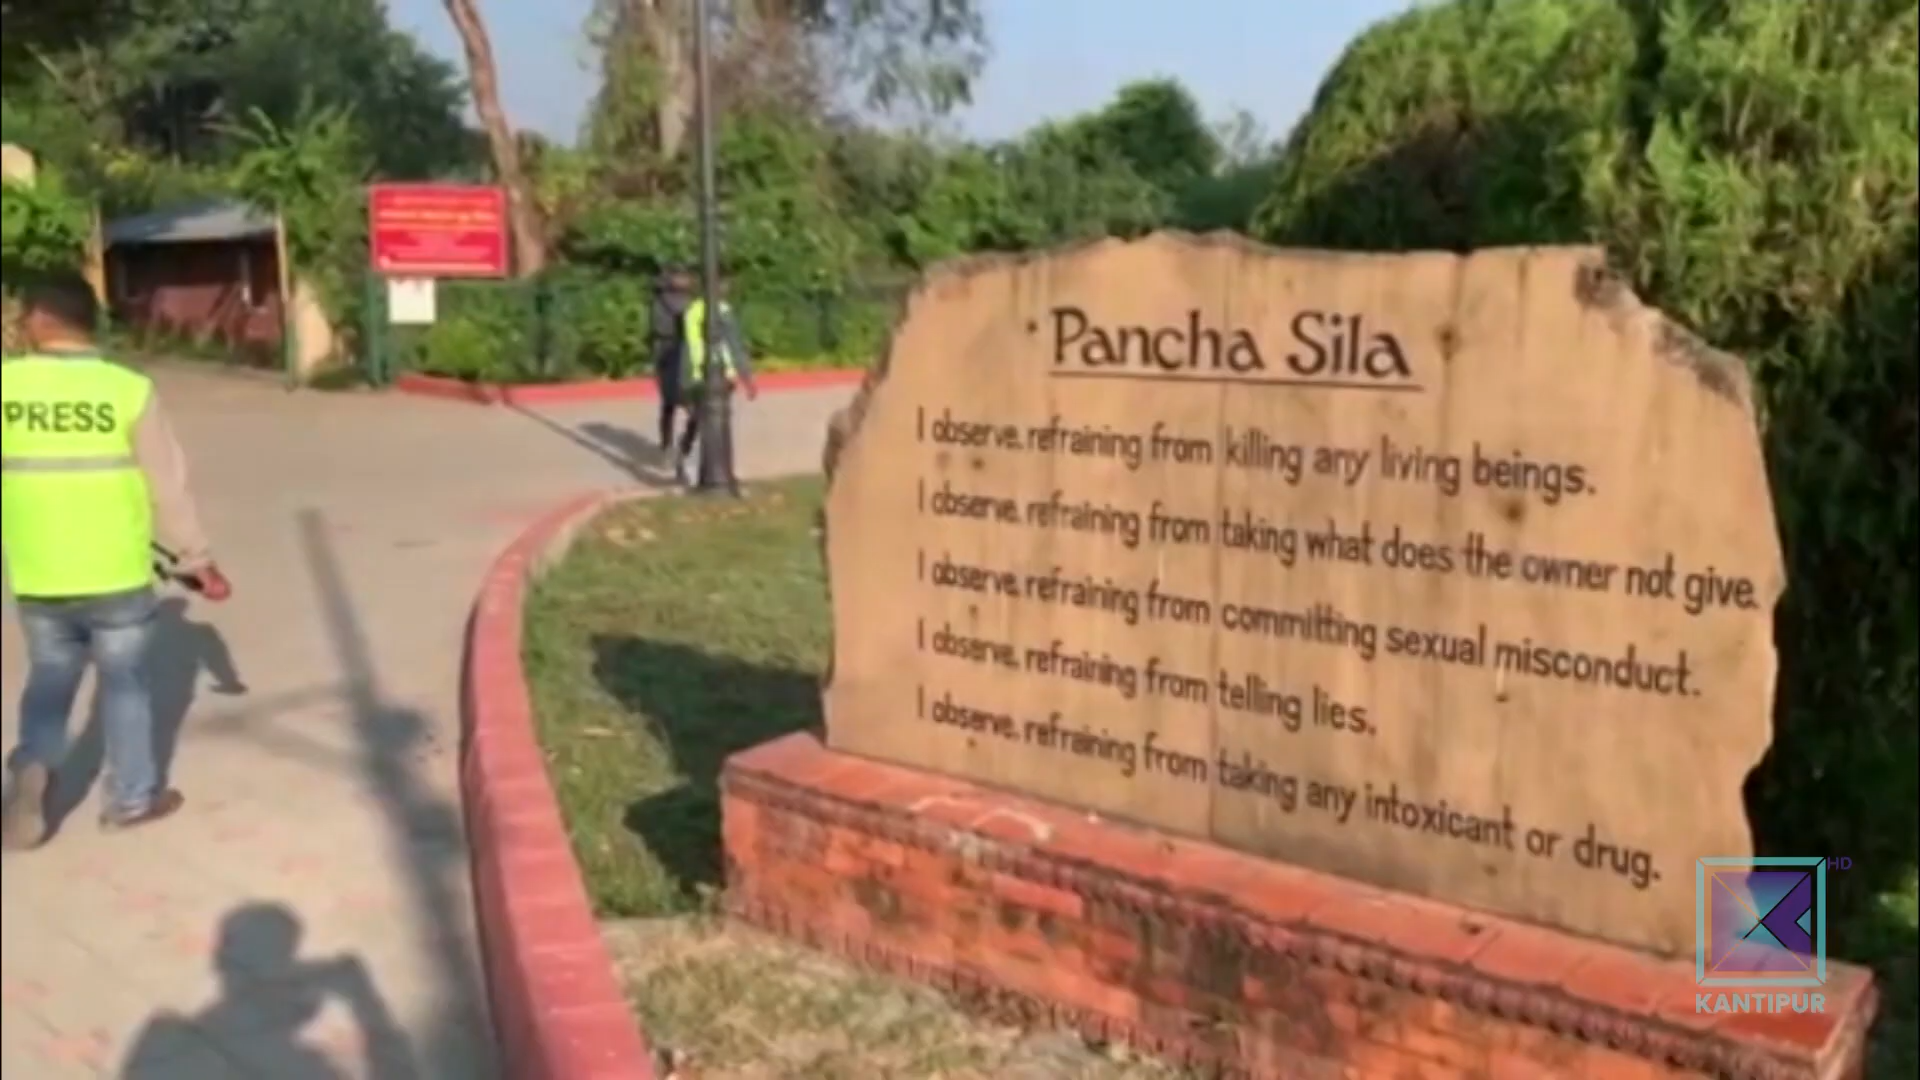 Pancha Sila
I observe, refraining from killing any living beings.
I observe, refraining from taking what does the owner not give.
I observe, refraining from committing sexual misconduct.
I observe, refraining from telling lies.
I observe, refraining from taking any intoxicant or drug.
PRESS
HD
KANTIPUR